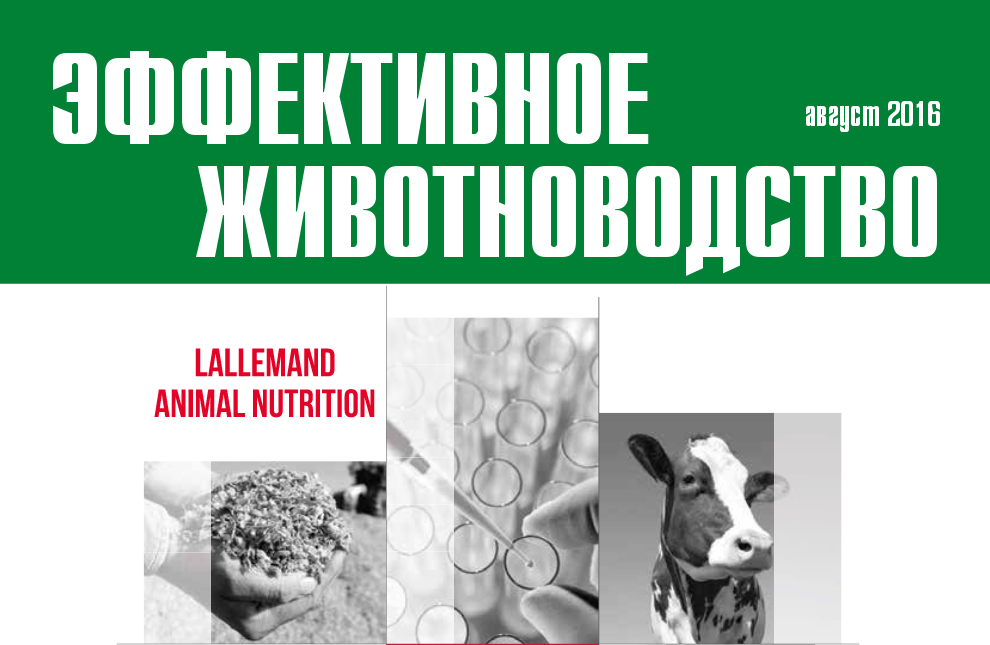 ЭФФЕКТИВНОЕ
август 2016
ЖИВОТНОВОДСТВО
LALLEMAND
ANIMAL NUTRITION